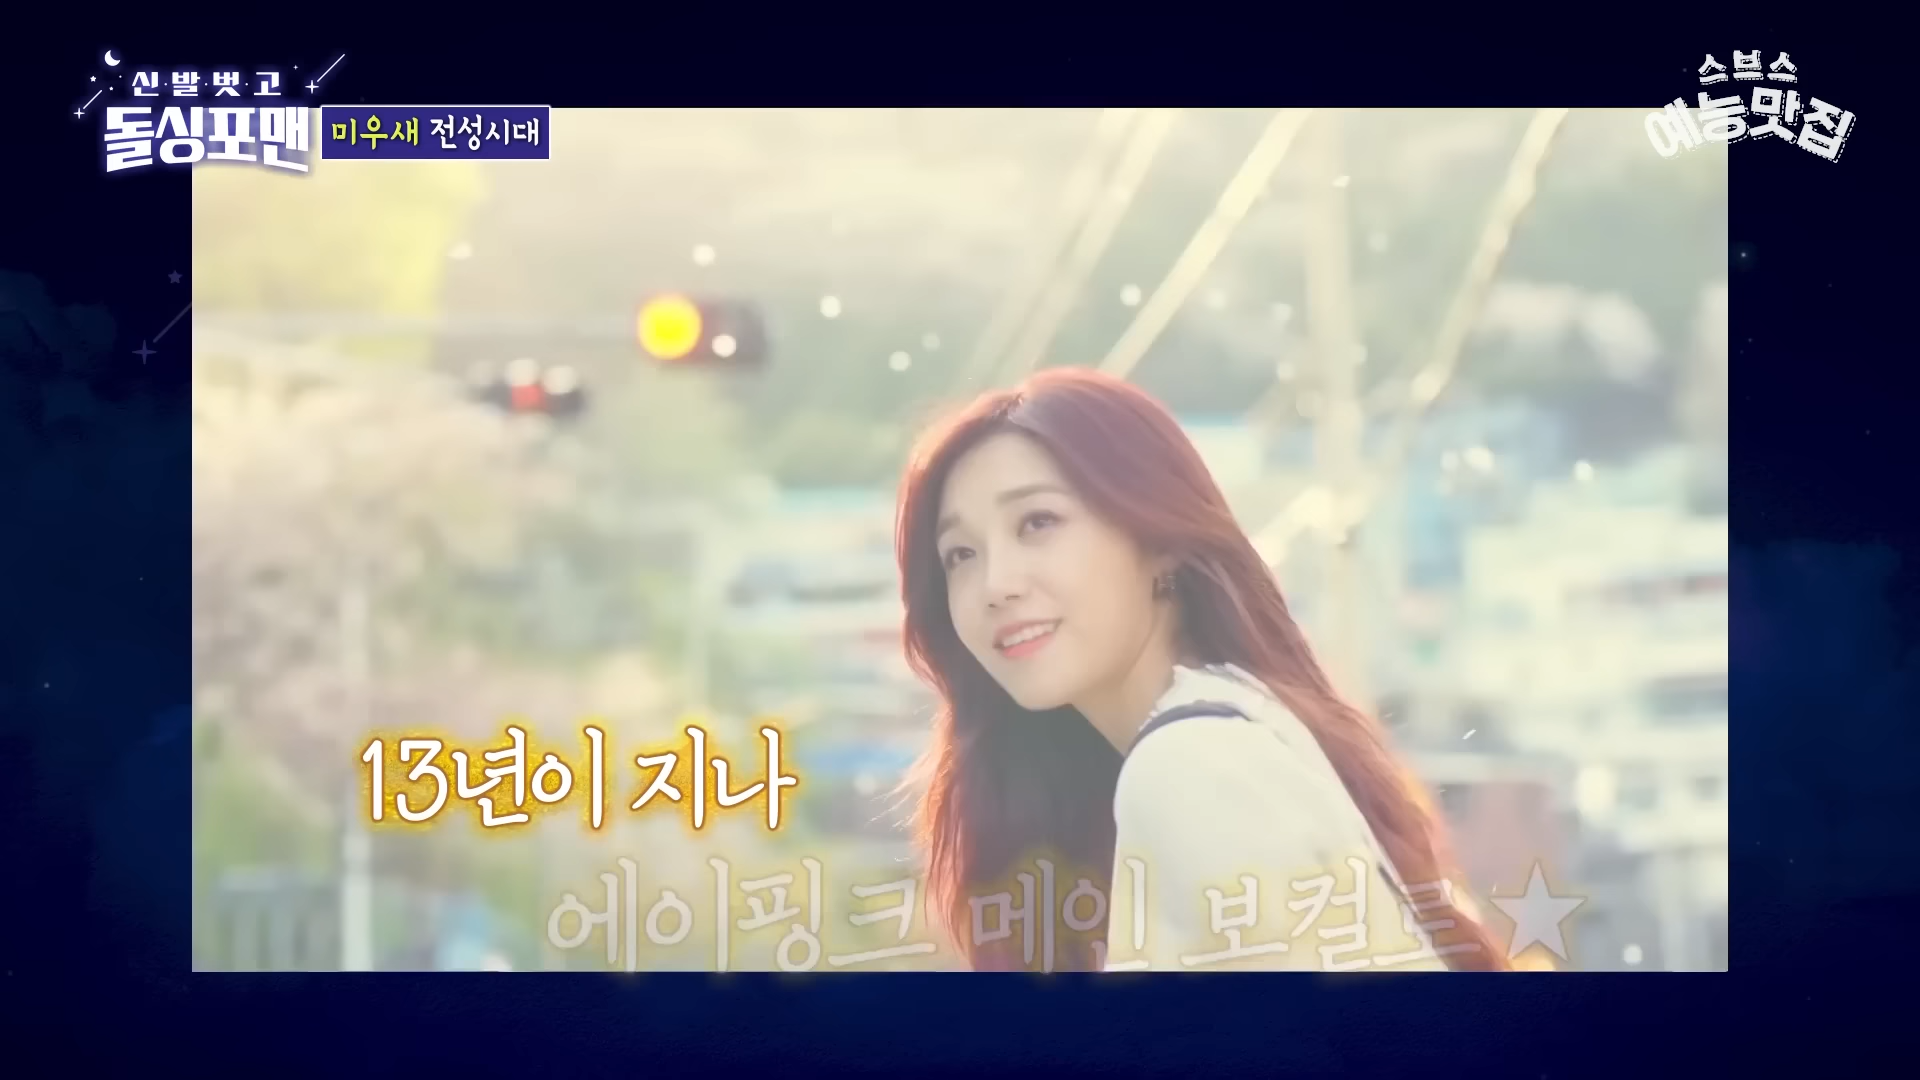 신·발·벗·고
돌싱포맨
미우새 전성시대
스브스
예능맛집
13년이 지나
에이핑크 메인 보컬로★